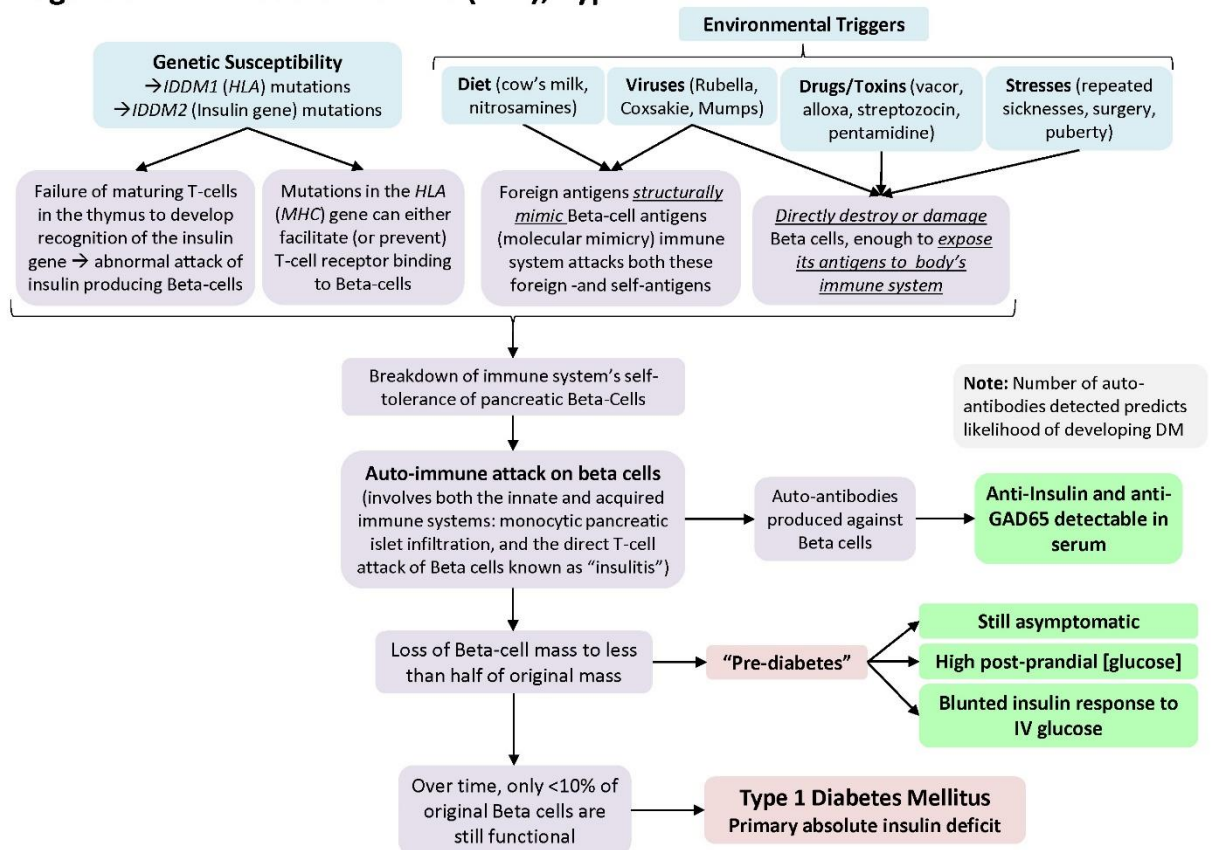 Environmental Triggers
Genetic Susceptibility
→IDDM1 (HLA) mutations
→IDDM2 (Insulin gene) mutations
Diet (cow's milk,
nitrosamines)
Viruses (Rubella,
Coxsakie, Mumps)
Drugs/Toxins (vacor,
alloxa, streptozocin,
pentamidine)
Stresses (repeated
sicknesses, surgery,
puberty)
Failure of maturing T-cells
in the thymus to develop
recognition of the insulin
gene → abnormal attack of
insulin producing Beta-cells
Mutations in the HLA
(MHC) gene can either
facilitate (or prevent)
T-cell receptor binding
to Beta-cells
Foreign antigens structurally
mimic Beta-cell antigens
(molecular mimicry) immune
system attacks both these
foreign -and self-antigens
Directly destroy or damage
Beta cells, enough to expose
its antigens to body's
immune system
Breakdown of immune system's self-
tolerance of pancreatic Beta-Cells
Note: Number of auto-
antibodies detected predicts
likelihood of developing DM
Auto-immune attack on beta cells
(involves both the innate and acquired
immune systems: monocytic pancreatic
islet infiltration, and the direct T-cell
attack of Beta cells known as "insulitis")
Auto-antibodies
produced against
Beta cells
Anti-Insulin and anti-
GAD65 detectable in
serum
Loss of Beta-cell mass to less
than half of original mass
"Pre-diabetes"
Still asymptomatic
High post-prandial [glucose]
Blunted insulin response to
IV glucose
Over time, only <10% of
original Beta cells are
still functional
Type 1 Diabetes Mellitus
Primary absolute insulin deficit